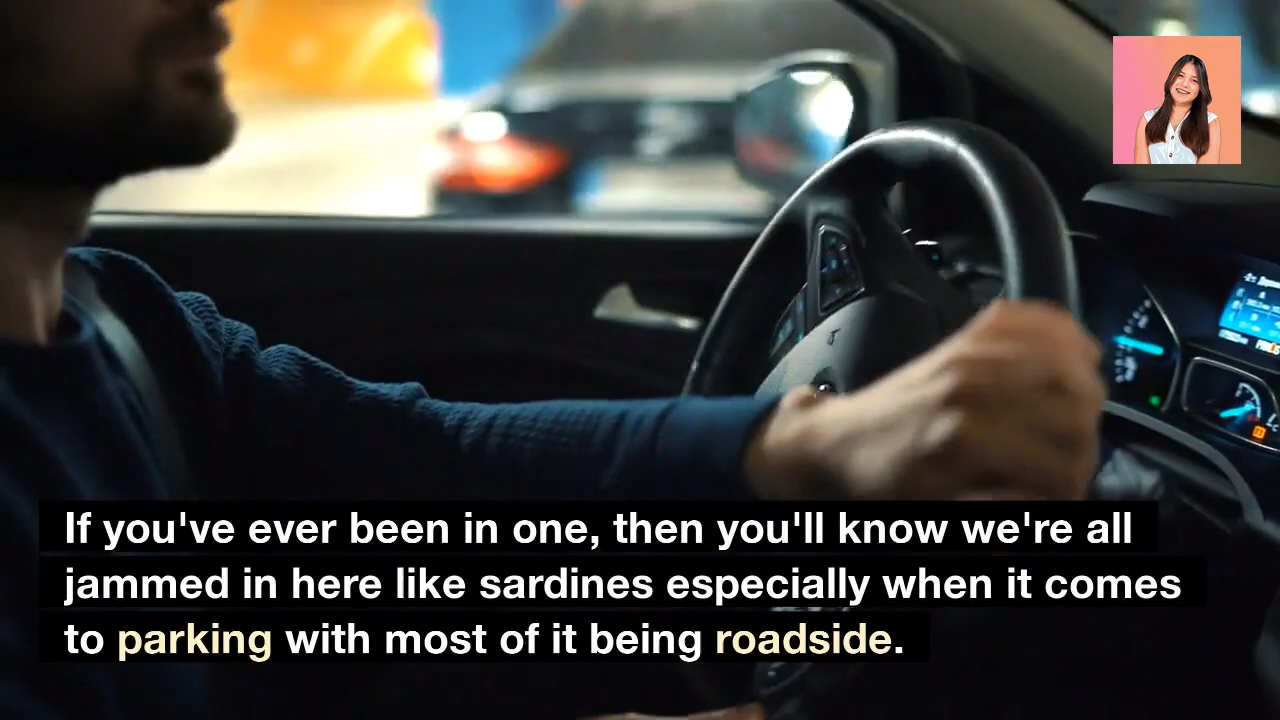 If you've ever been in one, then you'll know we're all
jammed in here like sardines especially when it comes
to parking with most of it being roadside.